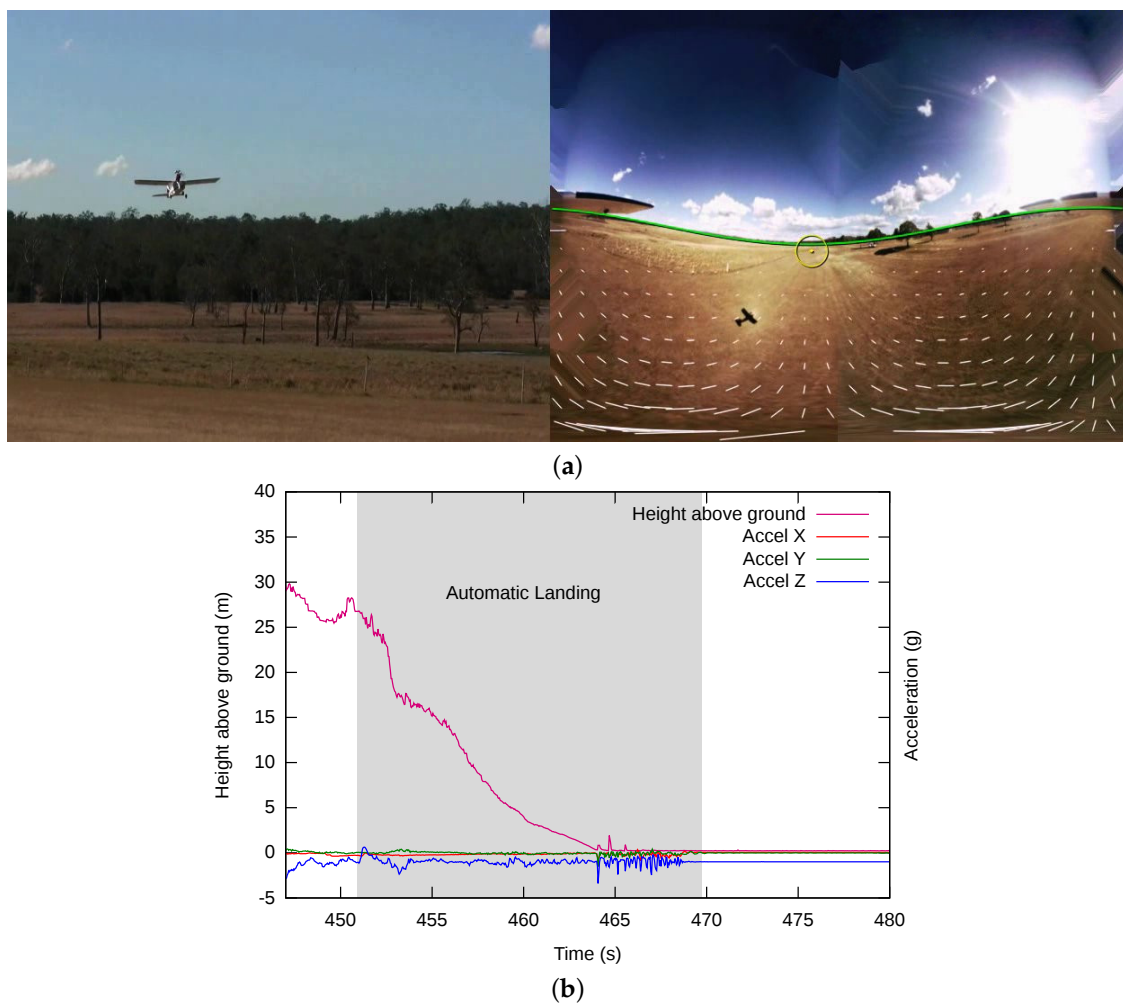 (a)
40
35
30
25
20
15
10
5
0
-5
Height above ground (m)
Height above ground
Accel X
Accel Y
Accel Z
Automatic Landing
Acceleration (g)
450 455 460 465 470 475 480
Time (s)
(b)